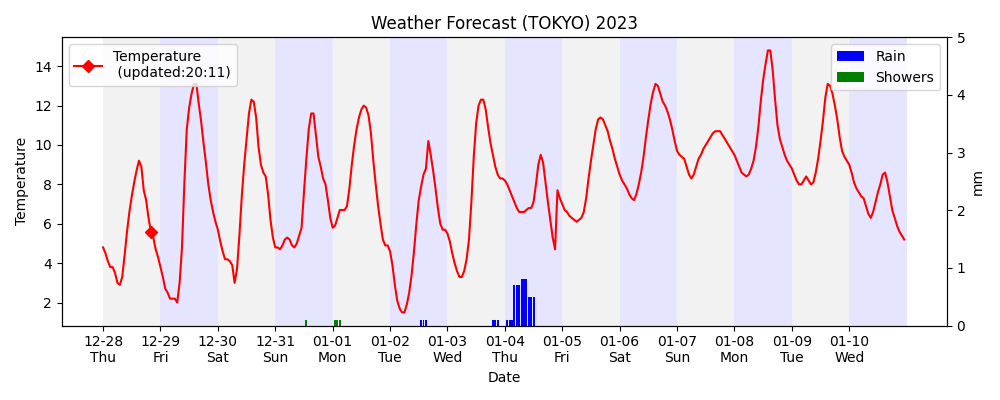 Weather Forecast (TOKYO) 2023
Temperature
(updated:20:11)
Rain
Showers
Temperature
14
12
10
8
6
4
2
5
4
3
2
1
0
mm
12-28 12-29 12-30 12-31 01-01 01-02 01-03 01-04 01-05 01-06 01-07 01-08 01-09 01-10
Thu Fri Sat Sun Mon Tue Wed Thu Fri Sat Sun Mon Tue Wed
Date